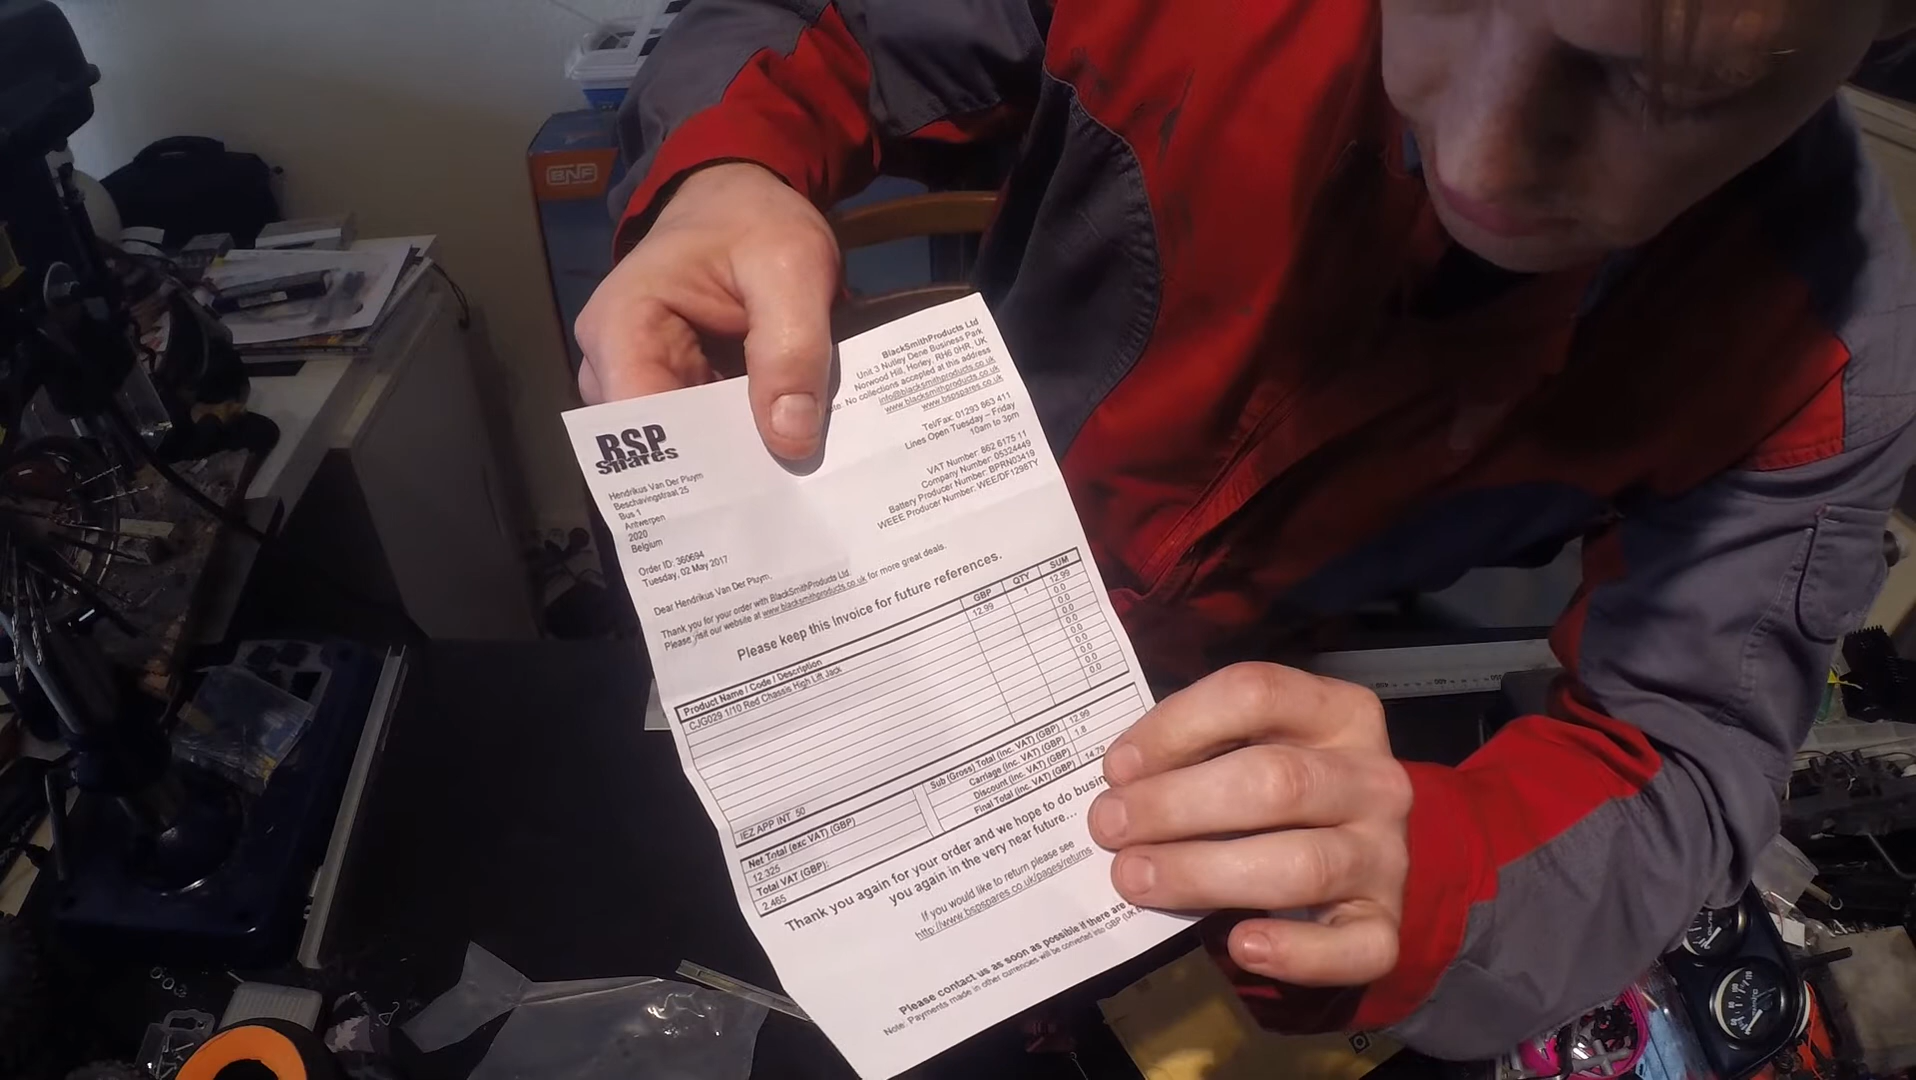 BNF
BlackSmithProducts Ltd
Unit 3 Nutley Dene Business Park
Norwood Hill, Horley, RH6 0HR, UK
No collections accepted at this address
info@blacksmithproducts.co.uk
www.blacksmithproducts.co.uk
www.bspspares.co.uk
Tel/Fax: 01293 863 411
Lines Open Tuesday – Friday
10am to 3pm
VAT Number: 862 6175 11
Company Number: 05324449
Battery Producer Number: BPRN03419
WEEE Producer Number: WEE/DF1298TY
BSP
spares
Hendrikus Van Der Pluym
Beschavingstraat 25
Bus 1
Antwerpen
2020
Belgium
Order ID: 360694
Tuesday, 02 May 2017
Dear Hendrikus Van Der Pluym,
Thank you for your order with BlackSmithProducts Ltd.
Please visit our website at www.blacksmithproducts.co.uk for more great deals.
Please keep this Invoice for future references.
Product Name / Code / Description GBP QTY SUM
CJG029 1/10 Red Chassis High Lift Jack 12.99 1 12.99
0.0
0.0
0.0
0.0
0.0
0.0
0.0
IEZ APP INT 50
Sub (Gross) Total (inc. VAT) (GBP) 12.99
Carriage (inc. VAT) (GBP) 1.8
Discount (inc. VAT) (GBP)
Final Total (inc. VAT) (GBP) 14.79
Net Total (exc VAT) (GBP)
12.325
Total VAT (GBP):
2.465
Thank you again for your order and we hope to do
you again in the very near future...
If you would like to return please see
http://www.bspspares.co.uk/pages/returns
Please contact us as soon as possible if there are
Note: Payments made in other currencies will be converted into GBP (UK